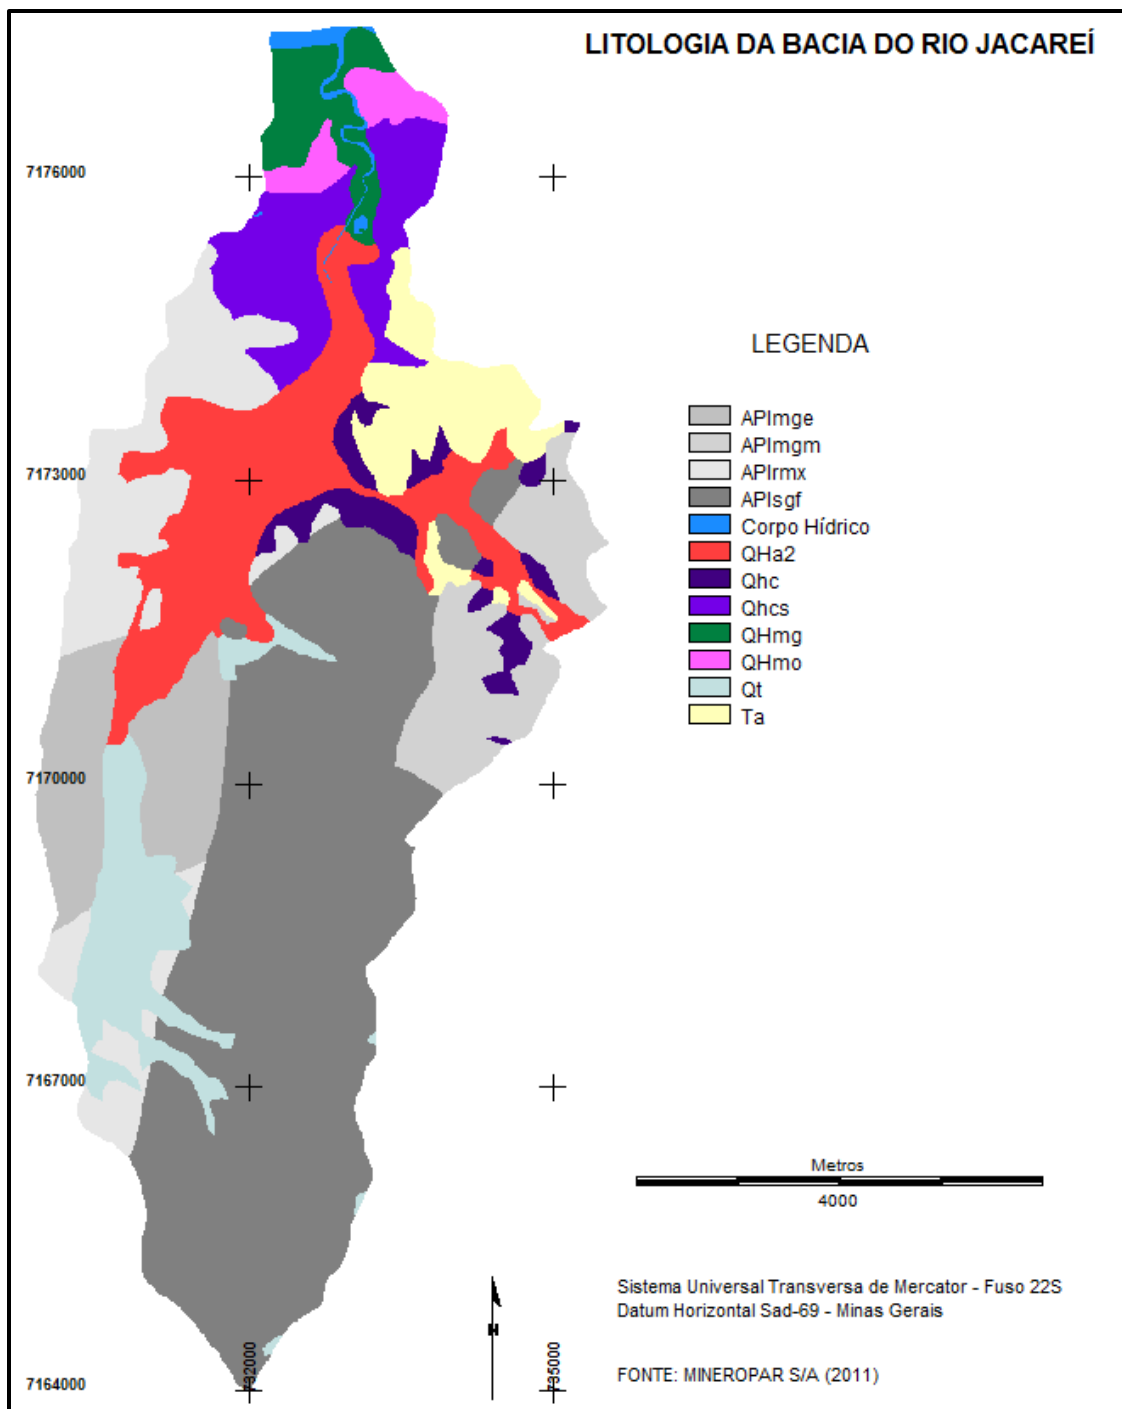 LITOLOGIA DA BACIA DO RIO JACAREÍ
7176000
LEGENDA
APImge
APImgm
7173000
APIrmx
APIsgf
Corpo Hídrico
QHa2
Qhc
Qhcs
QHmg
QHmo
Qt
Ta
7170000
7167000
Metros
4000
Sistema Universal Transversa de Mercator - Fuso 22S
Datum Horizontal Sad-69 - Minas Gerais
N
732000
735000
FONTE: MINEROPAR S/A (2011)
7164000